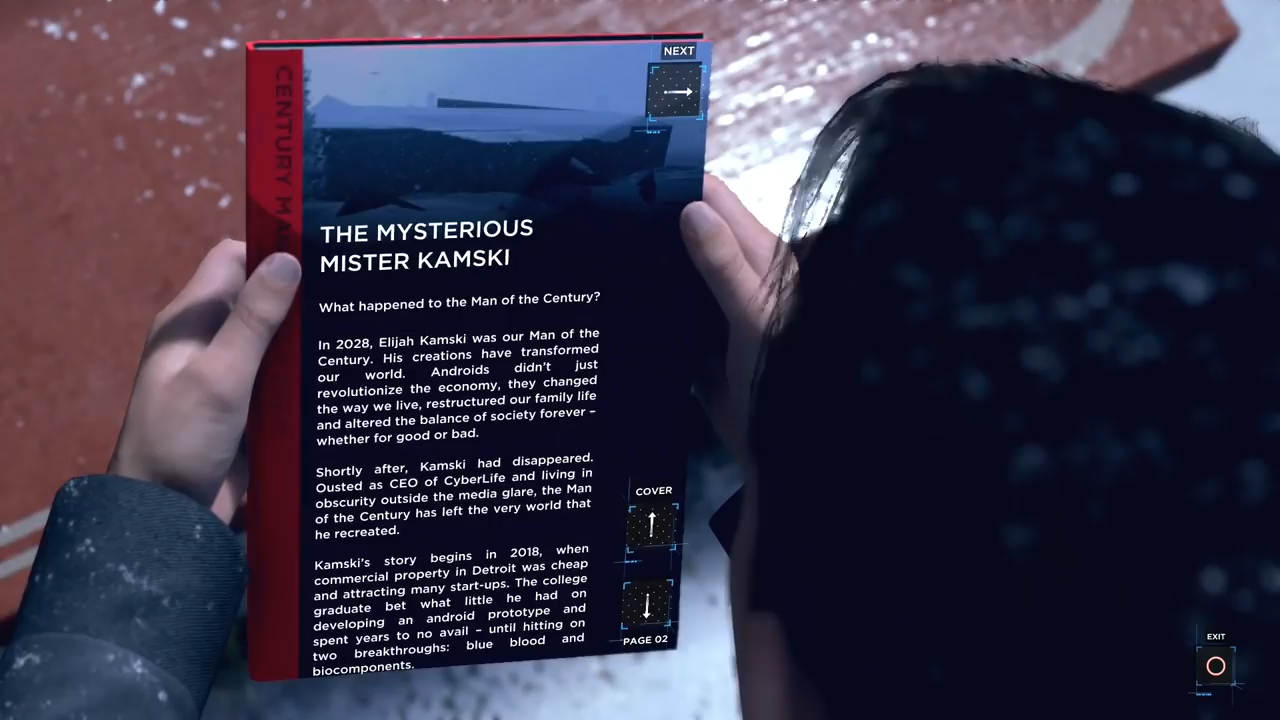 NEXT
CENTURY
THE MYSTERIOUS
MISTER KAMSKI
What happened to the Man of the Century?
In 2028, Elijah Kamski was our Man of the
Century. His creations have transformed
our world. Androids didn't just
revolutionize the economy, they changed
the way we live, restructured our family life
and altered the balance of society forever –
whether for good or bad.
Shortly after, Kamski had disappeared.
Ousted as CEO of CyberLife and living in
obscurity outside the media glare, the Man
of the Century has left the very world that
he recreated.
Kamski's story begins in 2018, when
commercial property in Detroit was cheap
and attracting many start-ups. The college
graduate bet what little he had on
developing an android prototype and
spent years to no avail – until hitting on
two breakthroughs: blue blood and
biocomponents.
COVER
PAGE 02
EXIT